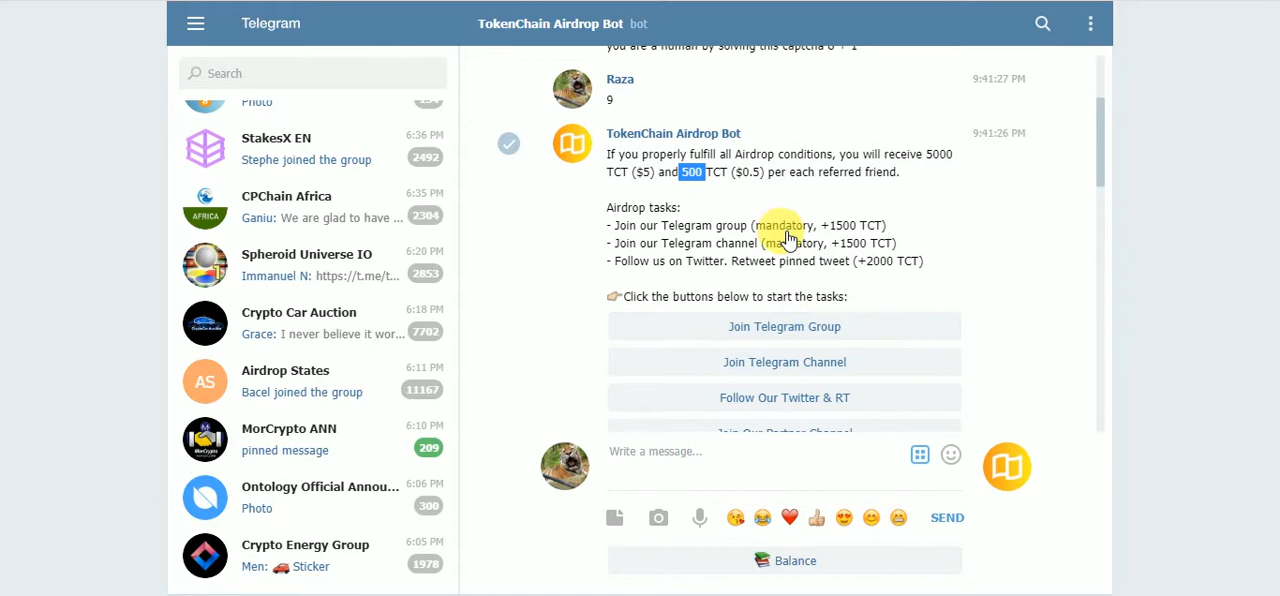 Telegram
TokenChain Airdrop Bot bot
Search
Photo
StakesX EN
6:36 PM
Stephe joined the group
2492
CPChain Africa
6:35 PM
Ganiu: We are glad to have ...
2304
AFRICA
Spheroid Universe IO
6:20 PM
Immanuel N: https://t.me/t...
2853
Crypto Car Auction
6:18 PM
Grace: I never believe it wor...
7702
AS
Airdrop States
6:11 PM
Bacel joined the group
11167
MorCrypto ANN
6:10 PM
pinned message
209
Ontology Official Annou...
6:06 PM
Photo
300
Crypto Energy Group
6:05 PM
Men: 🚗 Sticker
1978
you are a human by solving this captcha
Raza
9:41:27 PM
9
TokenChain Airdrop Bot
9:41:26 PM
If you properly fulfill all Airdrop conditions, you will receive 5000
TCT ($5) and 500 TCT ($0.5) per each referred friend.
Airdrop tasks:
- Join our Telegram group (mandatory, +1500 TCT)
- Join our Telegram channel (mandatory, +1500 TCT)
- Follow us on Twitter. Retweet pinned tweet (+2000 TCT)
👉Click the buttons below to start the tasks:
Join Telegram Group
Join Telegram Channel
Follow Our Twitter & RT
Join Our Partner Channel
Write a message...
SEND
Balance